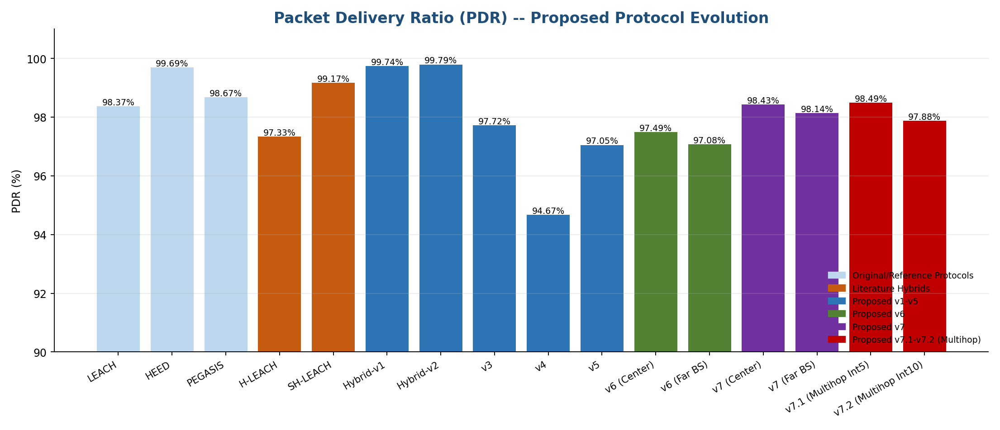 Packet Delivery Ratio (PDR) -- Proposed Protocol Evolution
PDR (%)
100
98
96
94
92
90
98.37%
99.69%
98.67%
97.33%
99.17%
99.74%
99.79%
97.72%
94.67%
97.05%
97.49%
97.08%
98.43%
98.14%
98.49%
97.88%
Original/Reference Protocols
Literature Hybrids
Proposed v1-v5
Proposed v6
Proposed v7
Proposed v7.1-v7.2 (Multihop)
LEACH
HEED
PEGASIS
H-LEACH
SH-LEACH
Hybrid-v1
Hybrid-v2
v3
v4
v5
v6 (Center)
v6 (Far BS)
v7 (Center)
v7 (Far BS)
v7.1 (Multihop Int5)
v7.2 (Multihop Int10)